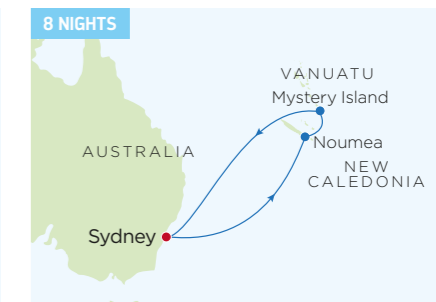 8 NIGHTS
VANUATU
Mystery Island
AUSTRALIA
Noumea
NEW
CALEDONIA
Sydney